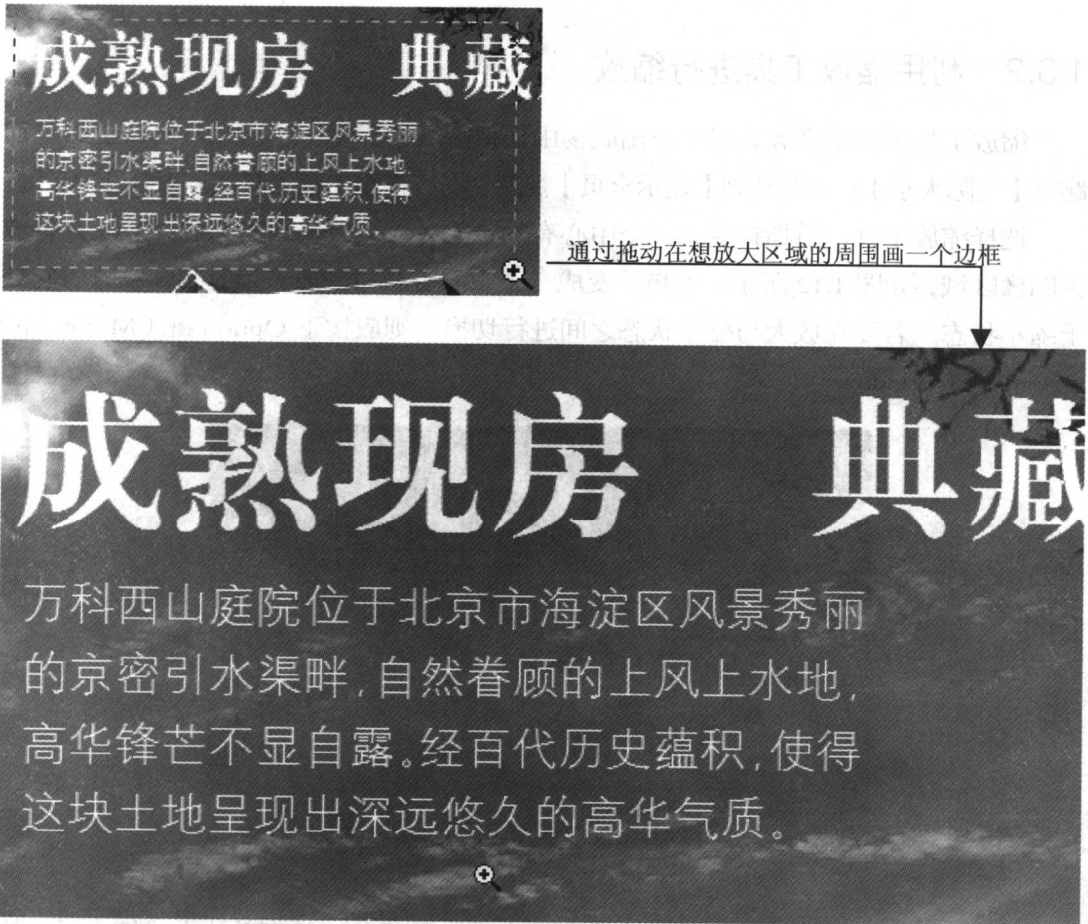 成熟现房 典藏
万科西山庭院位于北京市海淀区风景秀丽
的京密引水渠畔,自然眷顾的上风上水地,
高华锋芒不显自露,经百代历史蕴积,使得
这块土地呈现出深远悠久的高华气质。
通过拖动在想放大区域的周围画一个边框
成熟现房 典藏
万科西山庭院位于北京市海淀区风景秀丽
的京密引水渠畔,自然眷顾的上风上水地,
高华锋芒不显自露。经百代历史蕴积,使得
这块土地呈现出深远悠久的高华气质。